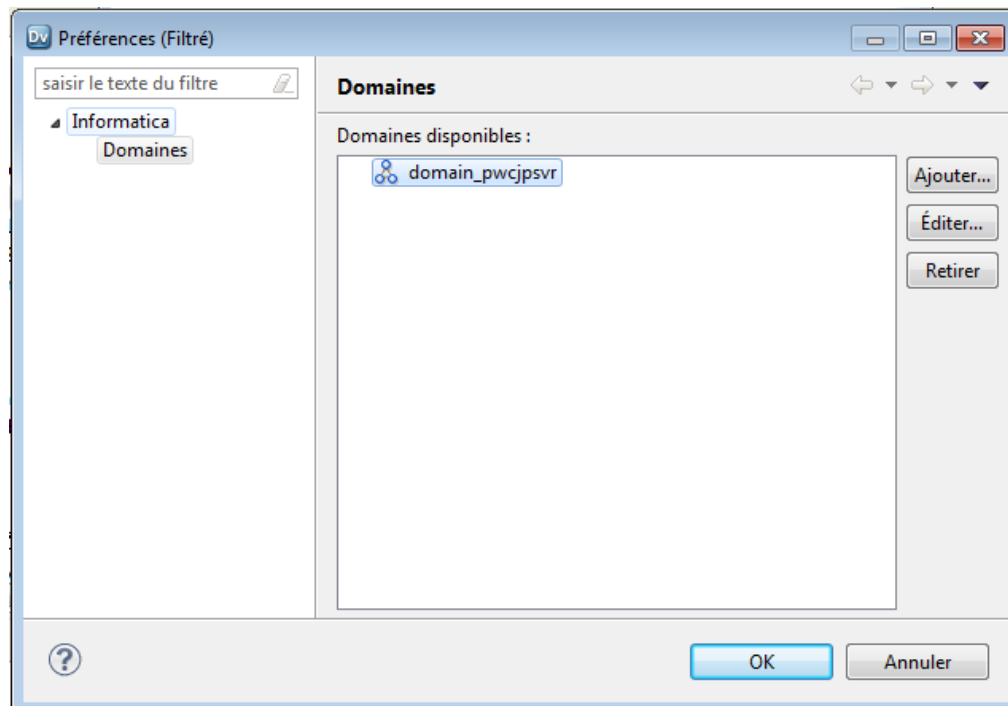 Dv Préférences (Filtré)
saisir le texte du filtre
Informatica
Domaines
Domaines
Domaines disponibles :
domain_pwcjpsvr
Ajouter...
Éditer...
Retirer
?
OK
Annuler